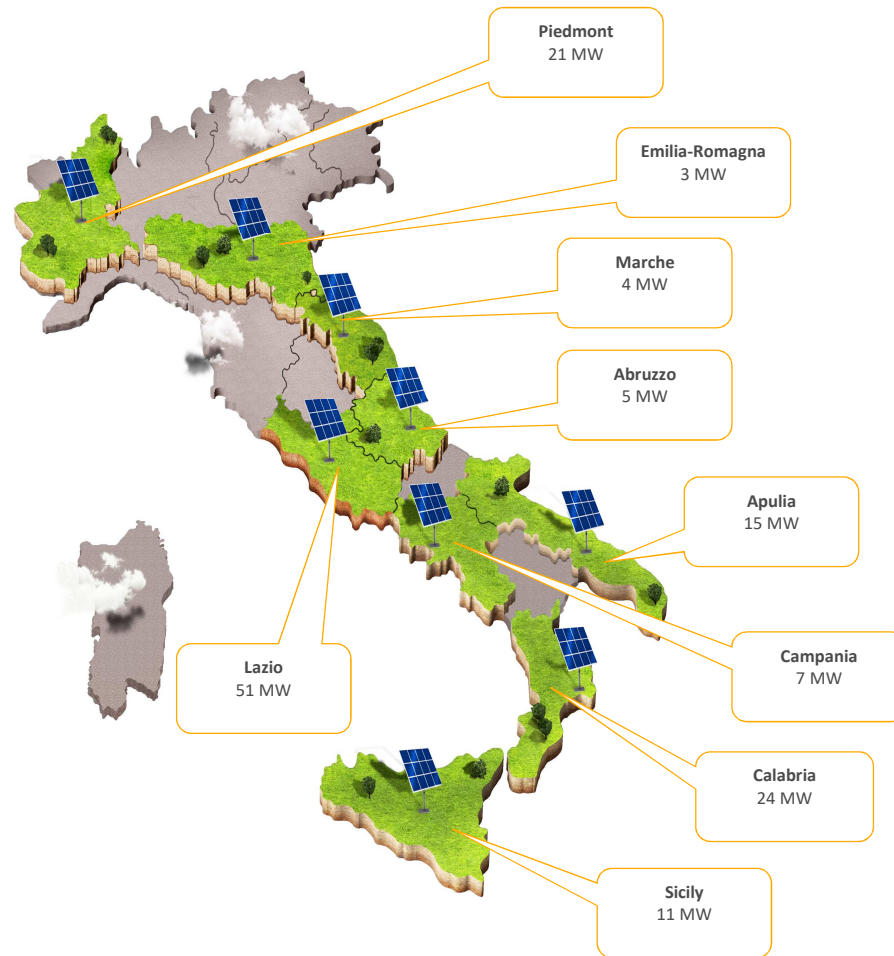 Piedmont
21 MW
Emilia-Romagna
3 MW
Marche
4 MW
Abruzzo
5 MW
Apulia
15 MW
Lazio
51 MW
Campania
7 MW
Calabria
24 MW
Sicily
11 MW